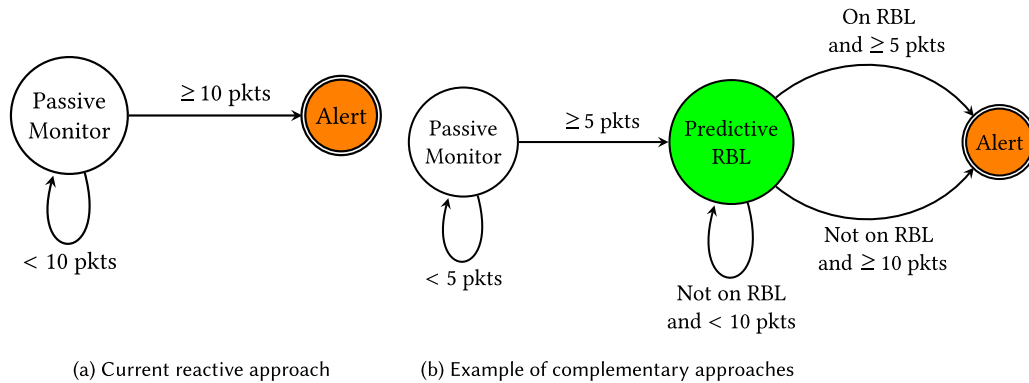 Passive
Monitor
≥ 10 pkts
Alert
< 10 pkts
(a) Current reactive approach
Passive
Monitor
≥ 5 pkts
< 5 pkts
Predictive
RBL
On RBL
and ≥ 5 pkts
Alert
Not on RBL
and ≥ 10 pkts
Not on RBL
and < 10 pkts
(b) Example of complementary approaches